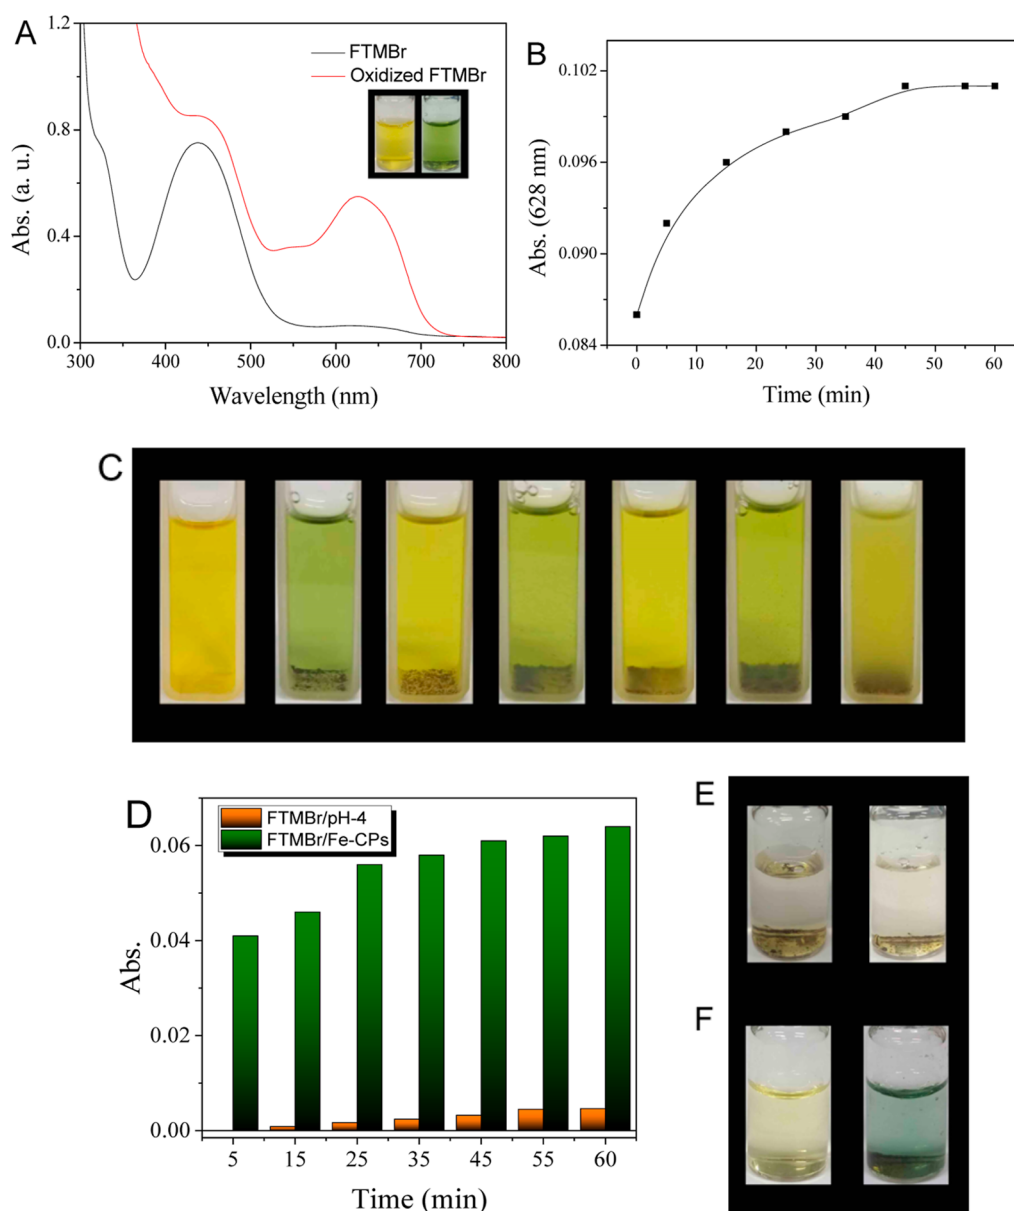 A
1.2
0.8
0.4
0.0
Abs. (a. u.)
FTMBr
Oxidized FTMBr
300 400 500 600 700 800
Wavelength (nm)
B
0.102
0.096
0.090
0.084
Abs. (628 nm)
0 10 20 30 40 50 60
Time (min)
C
D
FTMBr/pH-4
FTMBr/Fe-CPs
0.06
0.04
0.02
0.00
Abs.
5 15 25 35 45 55 60
Time (min)
E
F